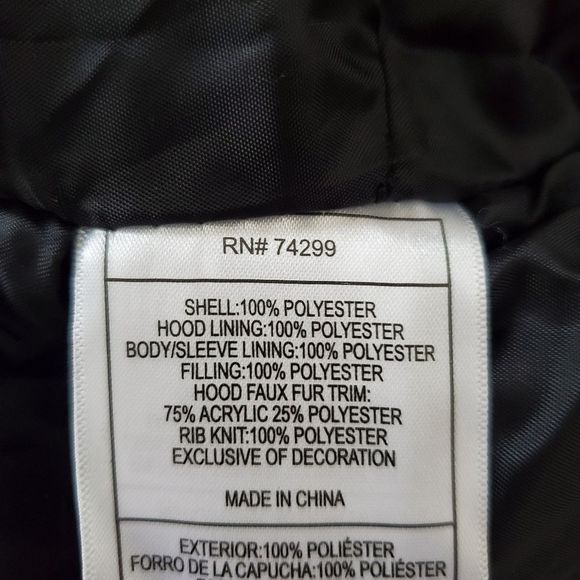 RN# 74299
SHELL:100% POLYESTER
HOOD LINING:100% POLYESTER
BODY/SLEEVE LINING:100% POLYESTER
FILLING:100% POLYESTER
HOOD FAUX FUR TRIM:
75% ACRYLIC 25% POLYESTER
RIB KNIT:100% POLYESTER
EXCLUSIVE OF DECORATION
MADE IN CHINA
EXTERIOR:100% POLIÉSTER
FORRO DE LA CAPUCHA:100% POLIÉSTER